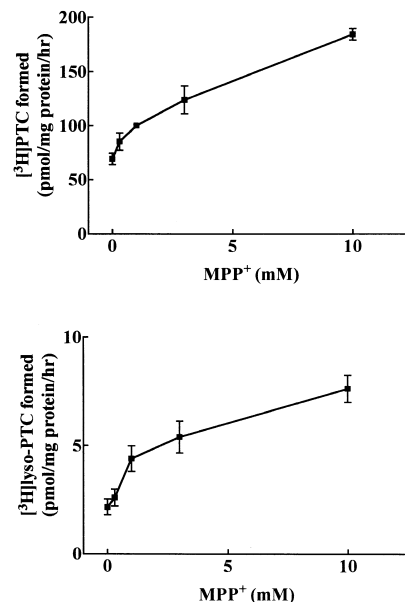 200
150
100
50
0
[³H]PTC formed
(pmol/mg protein/hr)
0 5 10
MPP⁺ (mM)
10
5
0
[³H]lyso-PTC formed
(pmol/mg protein/hr)
0 5 10
MPP⁺ (mM)